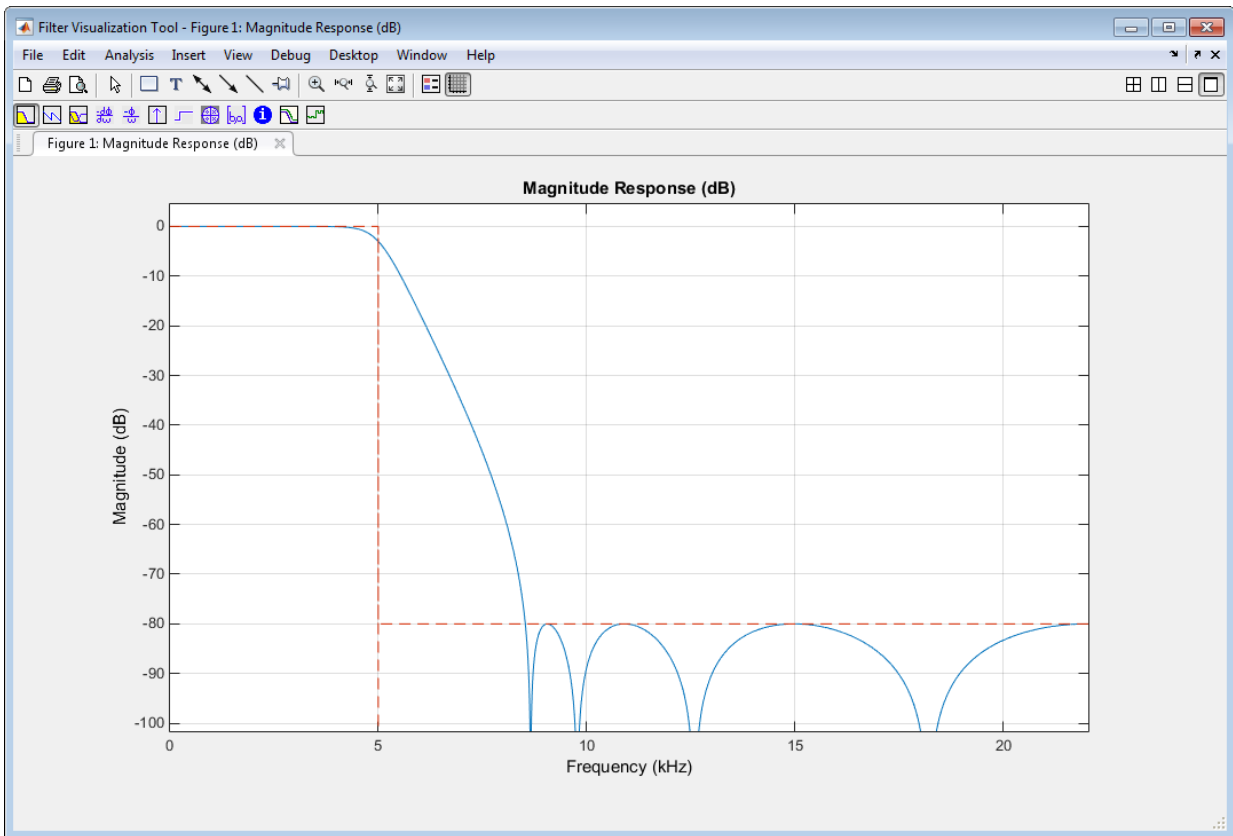 Filter Visualization Tool - Figure 1: Magnitude Response (dB)
File Edit Analysis Insert View Debug Desktop Window Help
T
Figure 1: Magnitude Response (dB)
Magnitude Response (dB)
0
-10
-20
-30
-40
-50
-60
-70
-80
-90
-100
Magnitude (dB)
0 5 10 15 20
Frequency (kHz)